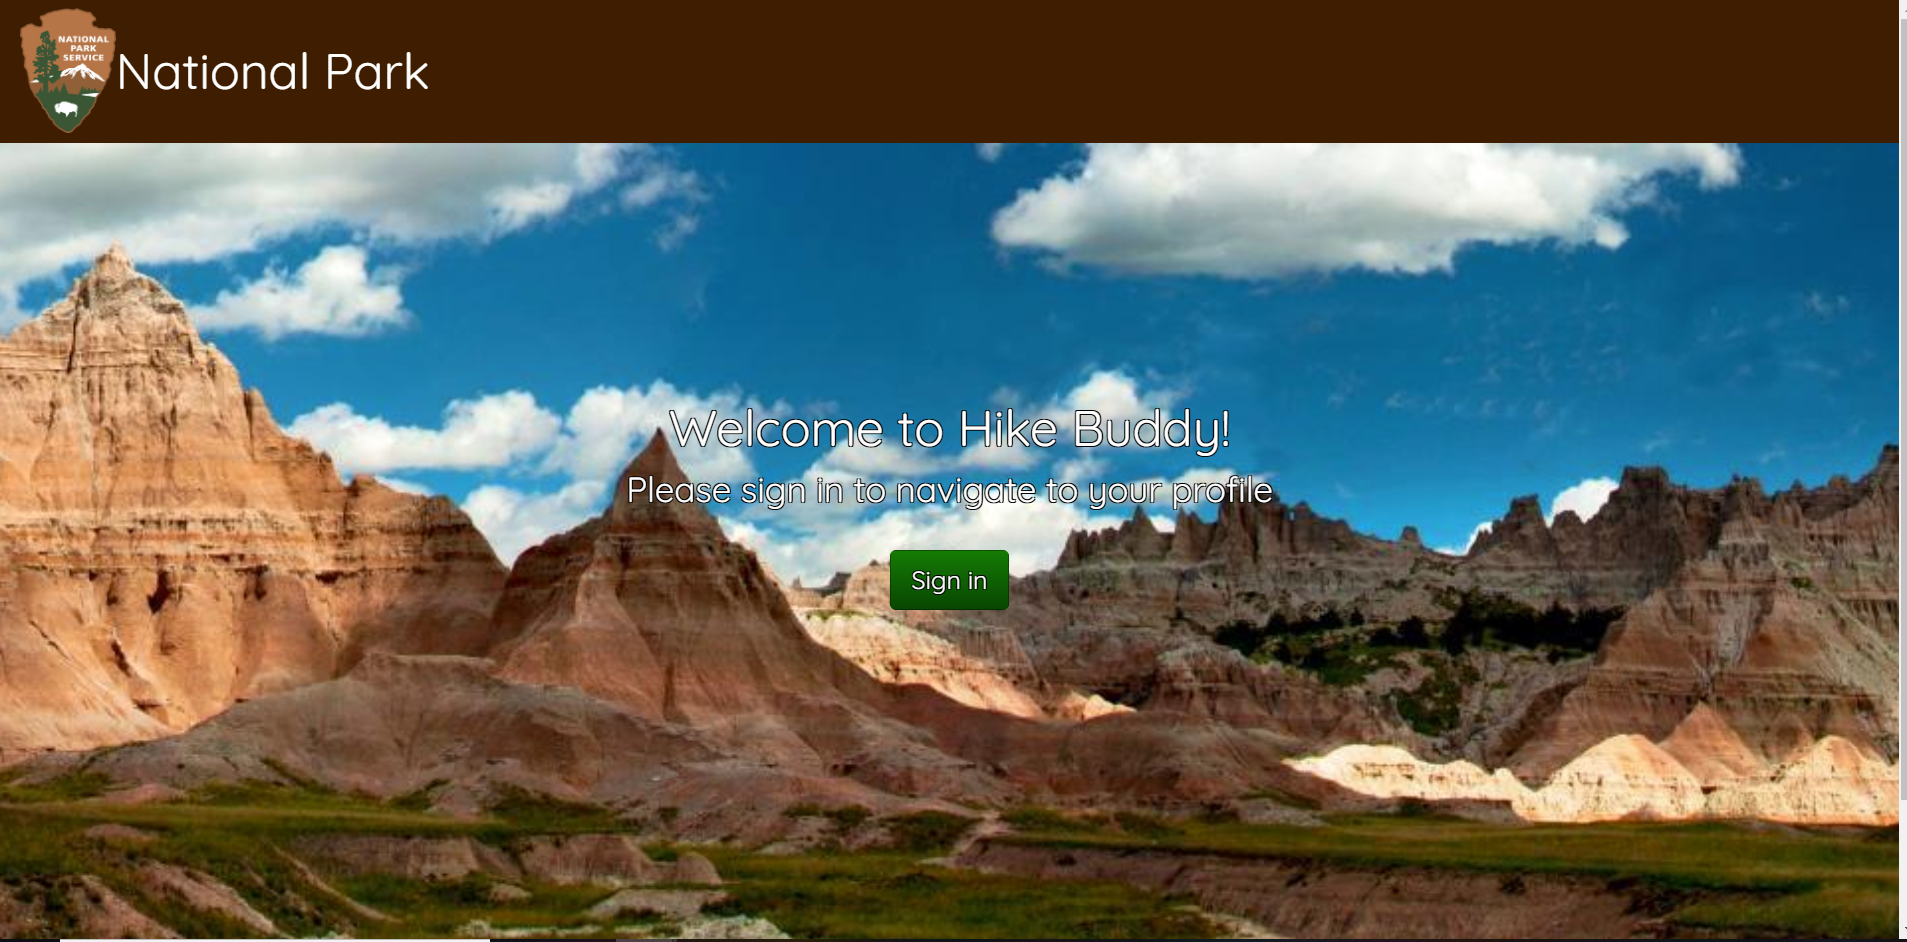 NATIONAL
PARK
SERVICE
National Park
Welcome to Hike Buddy!
Please sign in to navigate to your profile
Sign in